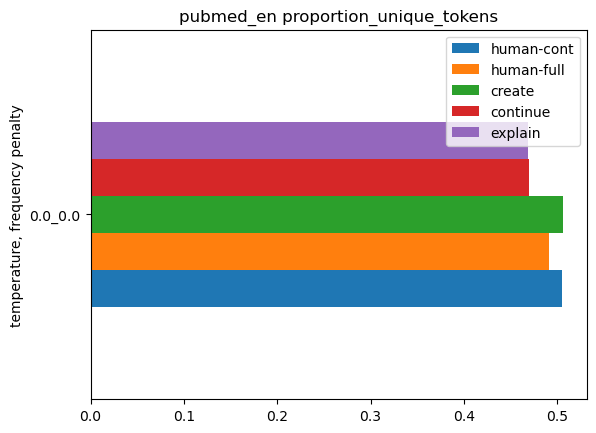 pubmed_en proportion_unique_tokens
human-cont
human-full
create
continue
explain
temperature, frequency penalty
0.0_0.0
0.0 0.1 0.2 0.3 0.4 0.5